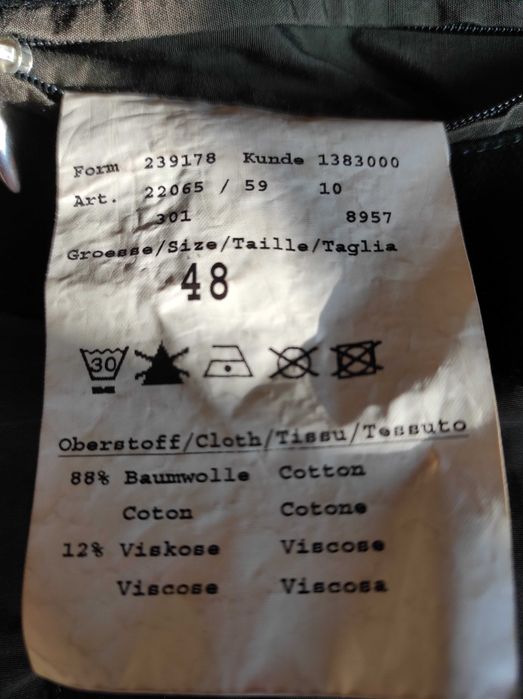 Form 239178 Kunde 1383000
Art. 22065 / 59 10
301 8957
Groesse/Size/Taille/Taglia
48
30
Oberstoff/Cloth/Tissu/Tessuto
88% Baumwolle Cotton
Coton Cotone
12% Viskose Viscose
Viscose Viscosa